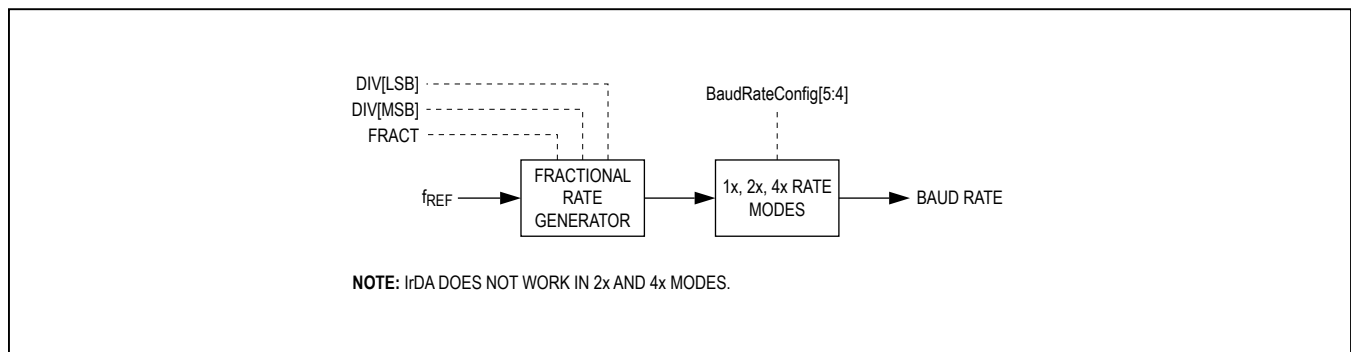 DIV[LSB]
DIV[MSB]
FRACT
BaudRateConfig[5:4]
fREF
FRACTIONAL
RATE
GENERATOR
1x, 2x, 4x RATE
MODES
BAUD RATE
NOTE: IrDA DOES NOT WORK IN 2x AND 4x MODES.